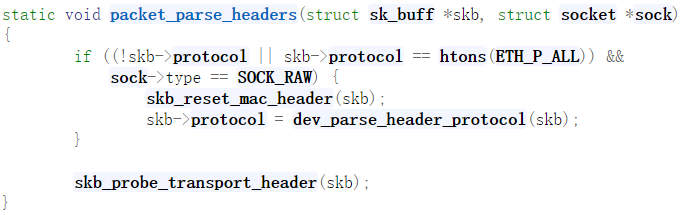 static void packet_parse_headers(struct sk_buff *skb, struct socket *sock)
{
        if ((!skb->protocol || skb->protocol == htons(ETH_P_ALL)) &&
            sock->type == SOCK_RAW) {
                skb_reset_mac_header(skb);
                skb->protocol = dev_parse_header_protocol(skb);
        }

        skb_probe_transport_header(skb);
}